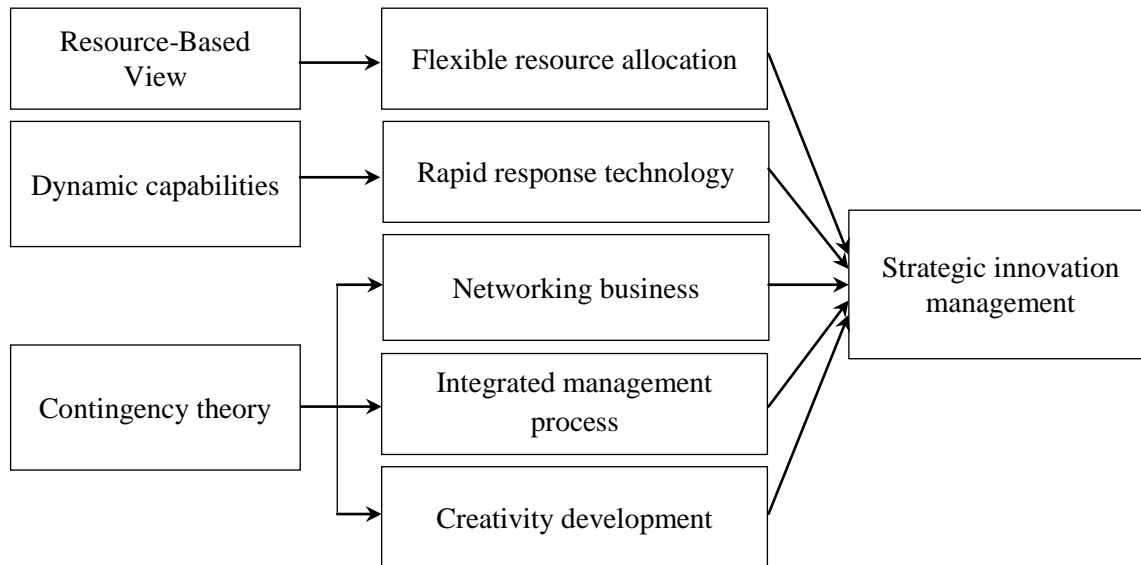 Resource-Based
View
Flexible resource allocation
Dynamic capabilities
Rapid response technology
Networking business
Strategic innovation
management
Contingency theory
Integrated management
process
Creativity development